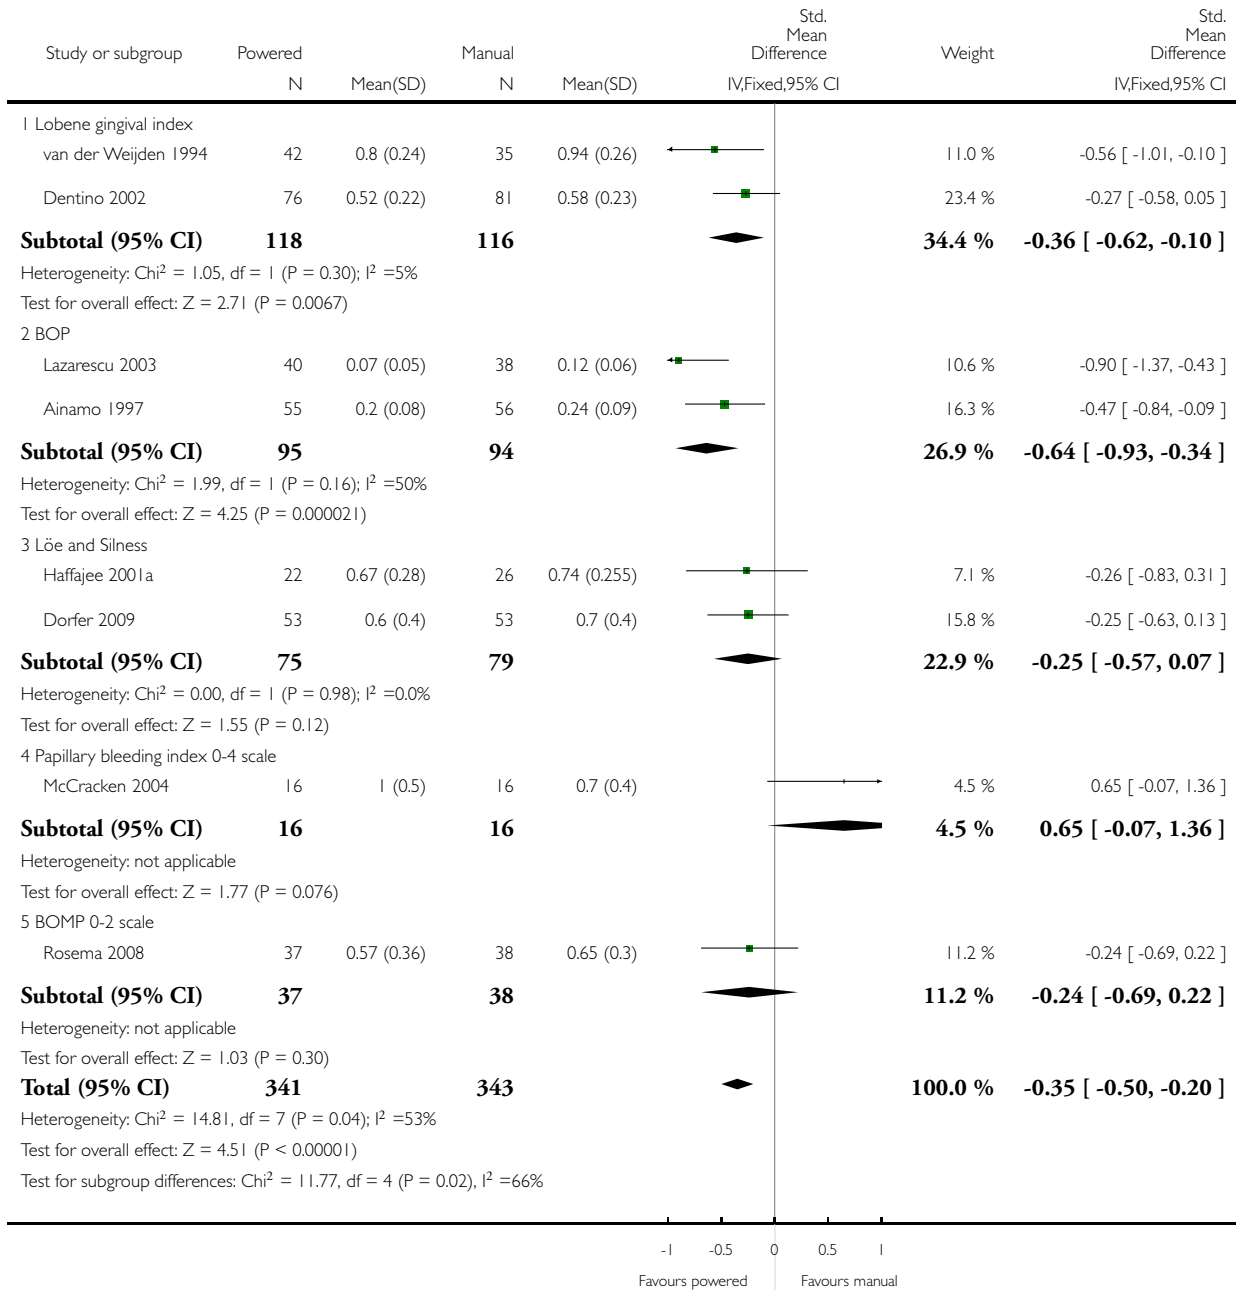 Std. Std.
Mean Mean
Study or subgroup Powered Manual Difference Weight Difference
N Mean(SD) N Mean(SD) IV,Fixed,95% CI IV,Fixed,95% CI
1 Lobene gingival index
van der Weijden 1994 42 0.8 (0.24) 35 0.94 (0.26) 11.0 % -0.56 [ -1.01, -0.10 ]
Dentino 2002 76 0.52 (0.22) 81 0.58 (0.23) 23.4 % -0.27 [ -0.58, 0.05 ]
Subtotal (95% CI) 118 116 34.4 % -0.36 [ -0.62, -0.10 ]
Heterogeneity: Chi² = 1.05, df = 1 (P = 0.30); I² =5%
Test for overall effect: Z = 2.71 (P = 0.0067)
2 BOP
Lazarescu 2003 40 0.07 (0.05) 38 0.12 (0.06) 10.6 % -0.90 [ -1.37, -0.43 ]
Ainamo 1997 55 0.2 (0.08) 56 0.24 (0.09) 16.3 % -0.47 [ -0.84, -0.09 ]
Subtotal (95% CI) 95 94 26.9 % -0.64 [ -0.93, -0.34 ]
Heterogeneity: Chi² = 1.99, df = 1 (P = 0.16); I² =50%
Test for overall effect: Z = 4.25 (P = 0.000021)
3 Löe and Silness
Haffajee 2001a 22 0.67 (0.28) 26 0.74 (0.255) 7.1 % -0.26 [ -0.83, 0.31 ]
Dorfer 2009 53 0.6 (0.4) 53 0.7 (0.4) 15.8 % -0.25 [ -0.63, 0.13 ]
Subtotal (95% CI) 75 79 22.9 % -0.25 [ -0.57, 0.07 ]
Heterogeneity: Chi² = 0.00, df = 1 (P = 0.98); I² =0.0%
Test for overall effect: Z = 1.55 (P = 0.12)
4 Papillary bleeding index 0-4 scale
McCracken 2004 16 1 (0.5) 16 0.7 (0.4) 4.5 % 0.65 [ -0.07, 1.36 ]
Subtotal (95% CI) 16 16 4.5 % 0.65 [ -0.07, 1.36 ]
Heterogeneity: not applicable
Test for overall effect: Z = 1.77 (P = 0.076)
5 BOMP 0-2 scale
Rosema 2008 37 0.57 (0.36) 38 0.65 (0.3) 11.2 % -0.24 [ -0.69, 0.22 ]
Subtotal (95% CI) 37 38 11.2 % -0.24 [ -0.69, 0.22 ]
Heterogeneity: not applicable
Test for overall effect: Z = 1.03 (P = 0.30)
Total (95% CI) 341 343 100.0 % -0.35 [ -0.50, -0.20 ]
Heterogeneity: Chi² = 14.81, df = 7 (P = 0.04); I² =53%
Test for overall effect: Z = 4.51 (P < 0.00001)
Test for subgroup differences: Chi² = 11.77, df = 4 (P = 0.02), I² =66%
-1 -0.5 0 0.5 1
Favours powered Favours manual